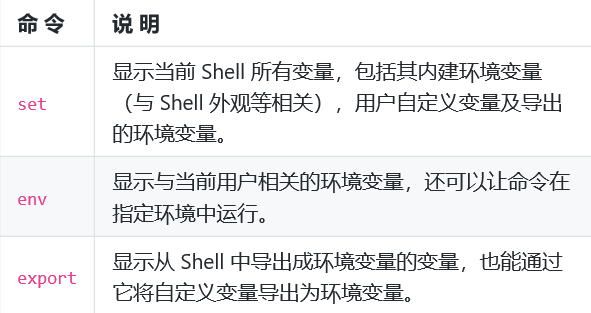 命 令 说 明
显示当前 Shell 所有变量，包括其内建环境变量
set （与 Shell 外观等相关），用户自定义变量及导出
的环境变量。
显示与当前用户相关的环境变量，还可以让命令在
env 指定环境中运行。
显示从 Shell 中导出成环境变量的变量，也能通过
export 它将自定义变量导出为环境变量。